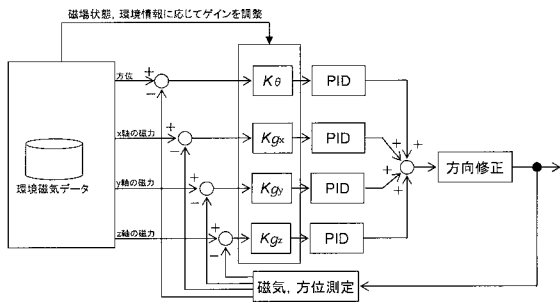 磁場状態，環境情報に応じてゲインを調整
方位
+
−
Kθ
PID
x軸の磁力
+
−
Kgx
PID
+
+
+
+
方向修正
環境磁気データ
y軸の磁力
+
−
Kgy
PID
z軸の磁力
+
−
Kgz
PID
磁気，方位測定